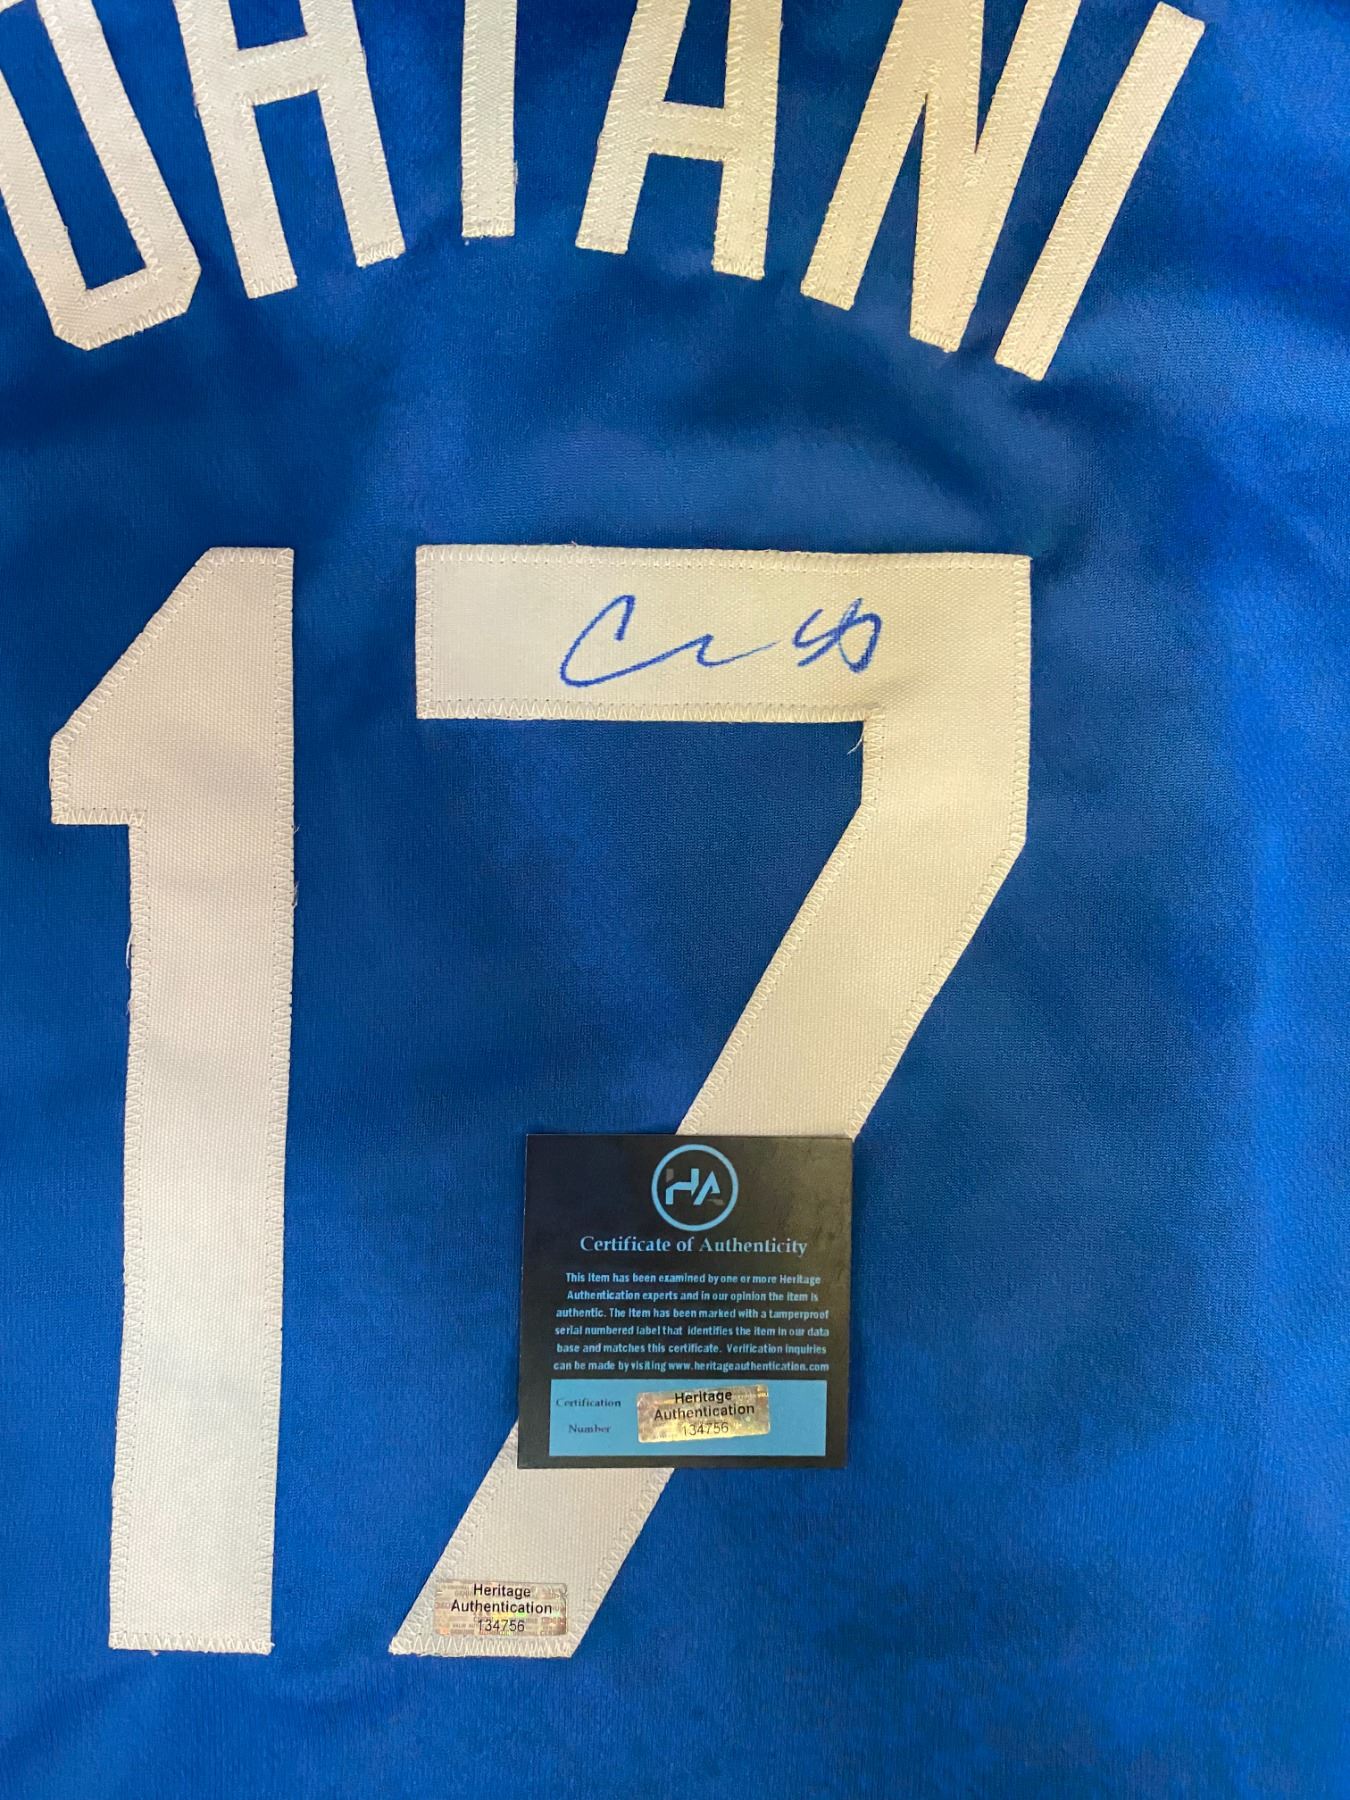 OHTANI
17
HA
Certificate of Authenticity
This Item has been examined by one or more Heritage
Authentication experts and in our opinion the item is
authentic. The Item has been marked with a tamperproof
serial numbered label that identifies the item in our data
base and matches this certificate. Verification inquiries
can be made by visiting www.heritageauthentication.com
Certification
Number
Heritage
Authentication
134756
Heritage
Authentication
134756